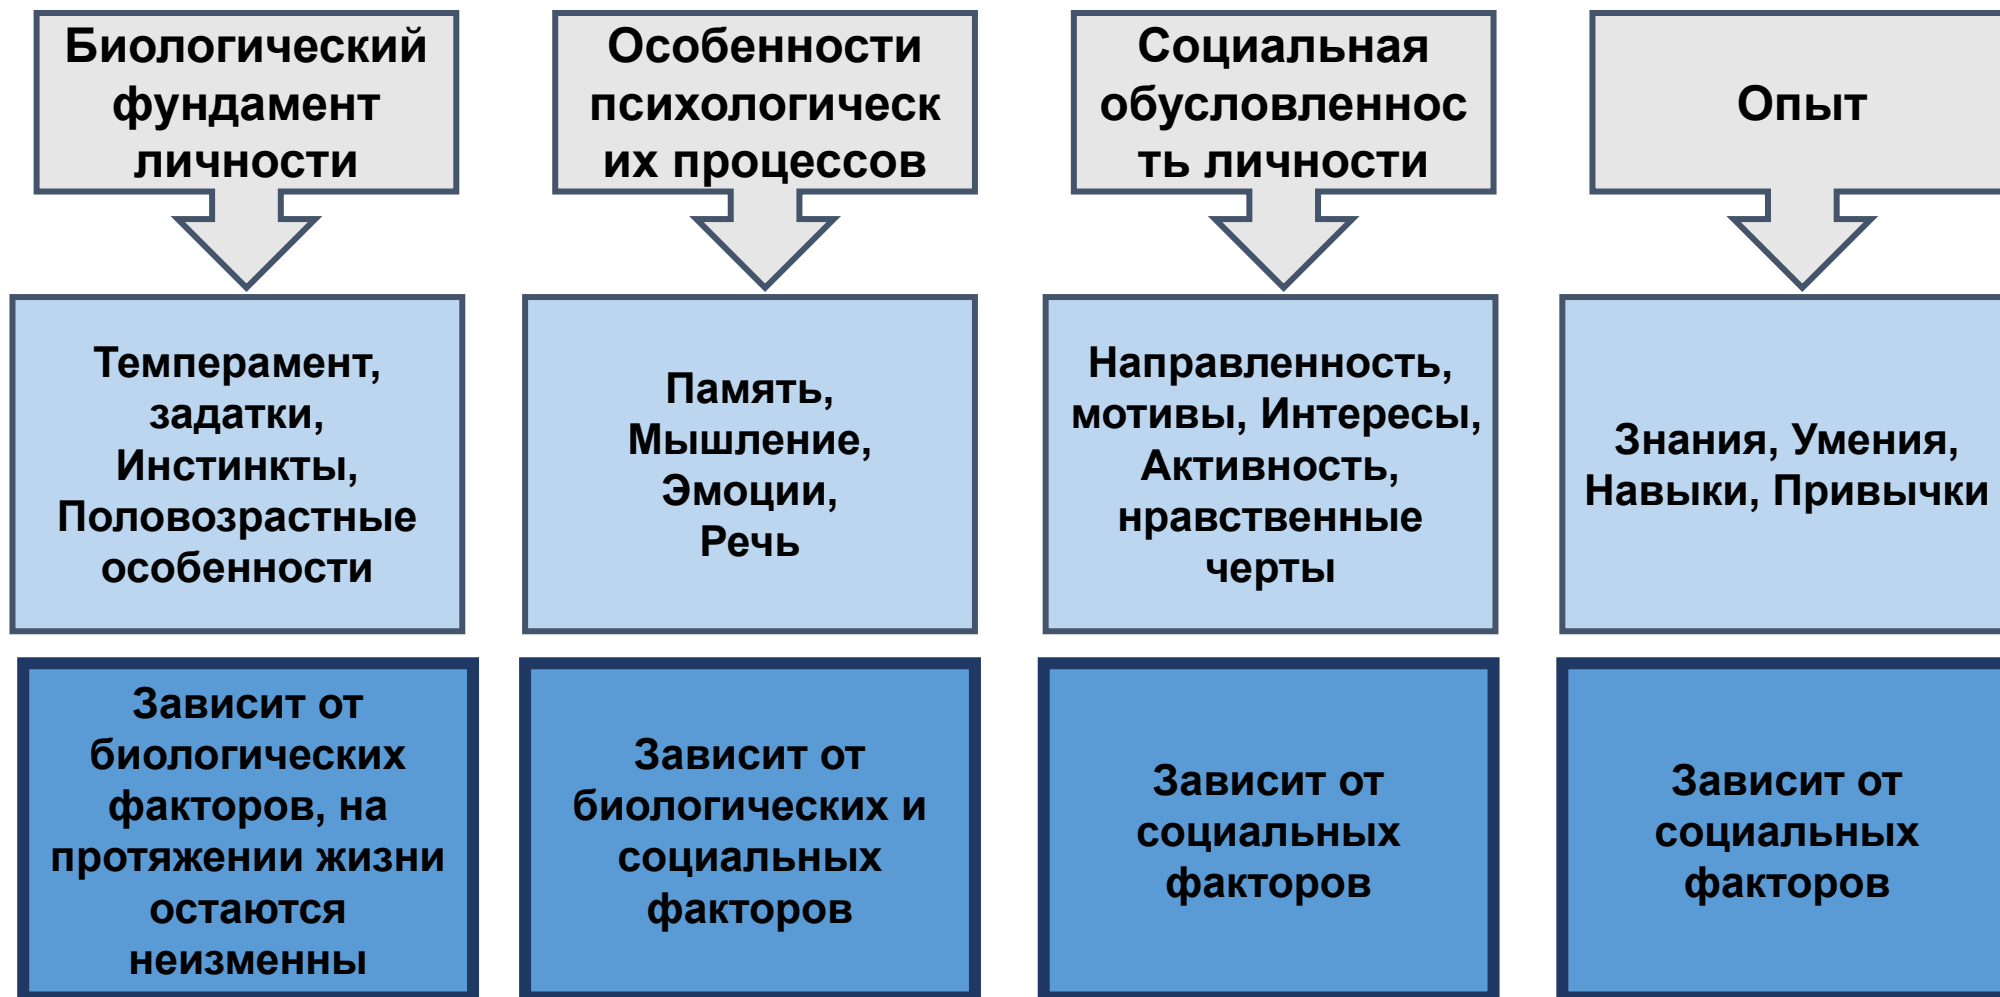 Биологический
фундамент
личности
Особенности
психологическ
их процессов
Социальная
обусловленнос
ть личности
Опыт
Темперамент,
задатки,
Инстинкты,
Половозрастные
особенности
Память,
Мышление,
Эмоции,
Речь
Направленность,
мотивы, Интересы,
Активность,
нравственные
черты
Знания, Умения,
Навыки, Привычки
Зависит от
биологических
факторов, на
протяжении жизни
остаются
неизменны
Зависит от
биологических и
социальных
факторов
Зависит от
социальных
факторов
Зависит от
социальных
факторов